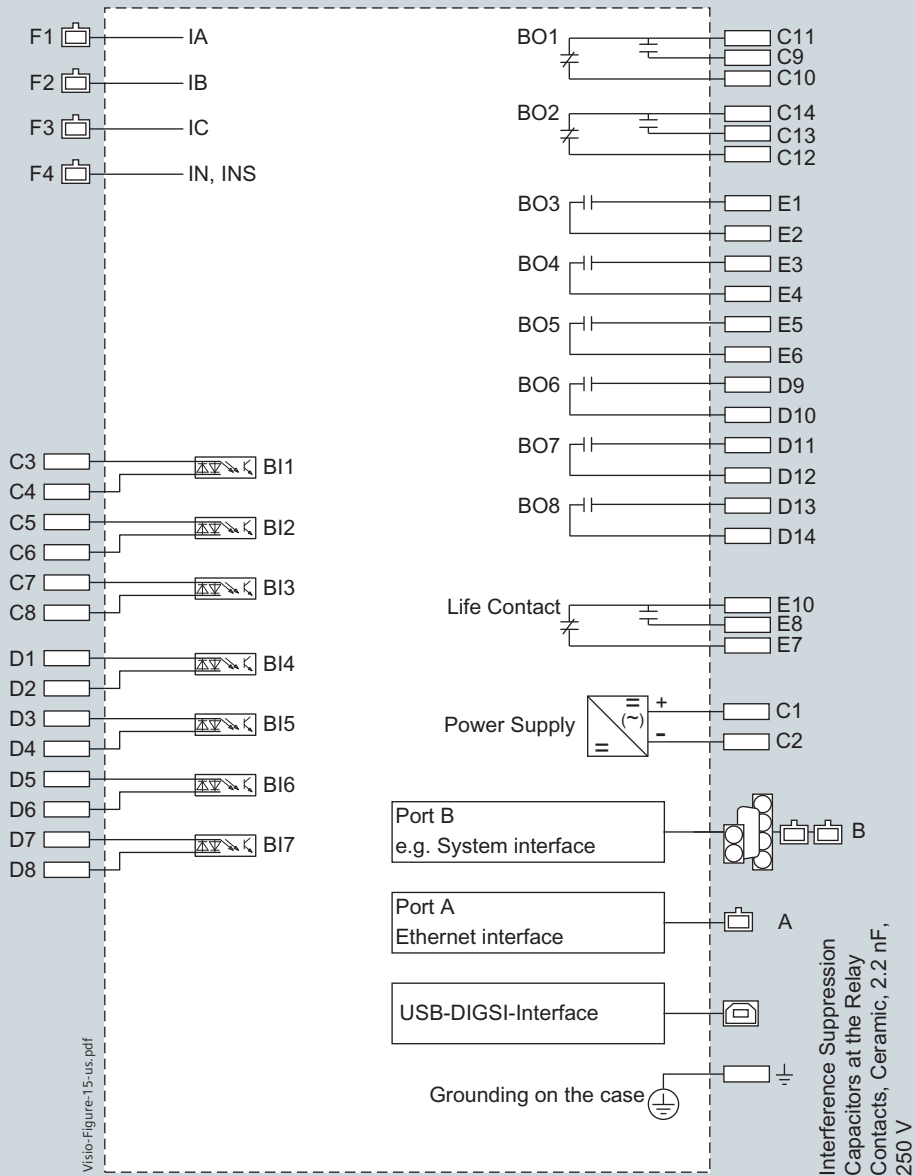 F1 IA
F2 IB
F3 IC
F4 IN, INS
C3
C4
BI1
C5
C6
BI2
C7
C8
BI3
D1
D2
BI4
D3
D4
BI5
D5
D6
BI6
D7
D8
BI7
BO1
C11
C9
C10
BO2
C14
C13
C12
BO3
E1
E2
BO4
E3
E4
BO5
E5
E6
BO6
D9
D10
BO7
D11
D12
BO8
D13
D14
Life Contact
E10
E8
E7
Power Supply
=
(~)
=
+
-
C1
C2
Port B
e.g. System interface
B
Port A
Ethernet interface
A
USB-DIGSI-Interface
Grounding on the case
Interference Suppression
Capacitors at the Relay
Contacts, Ceramic, 2.2 nF,
250 V
Visio-Figure-15-us.pdf